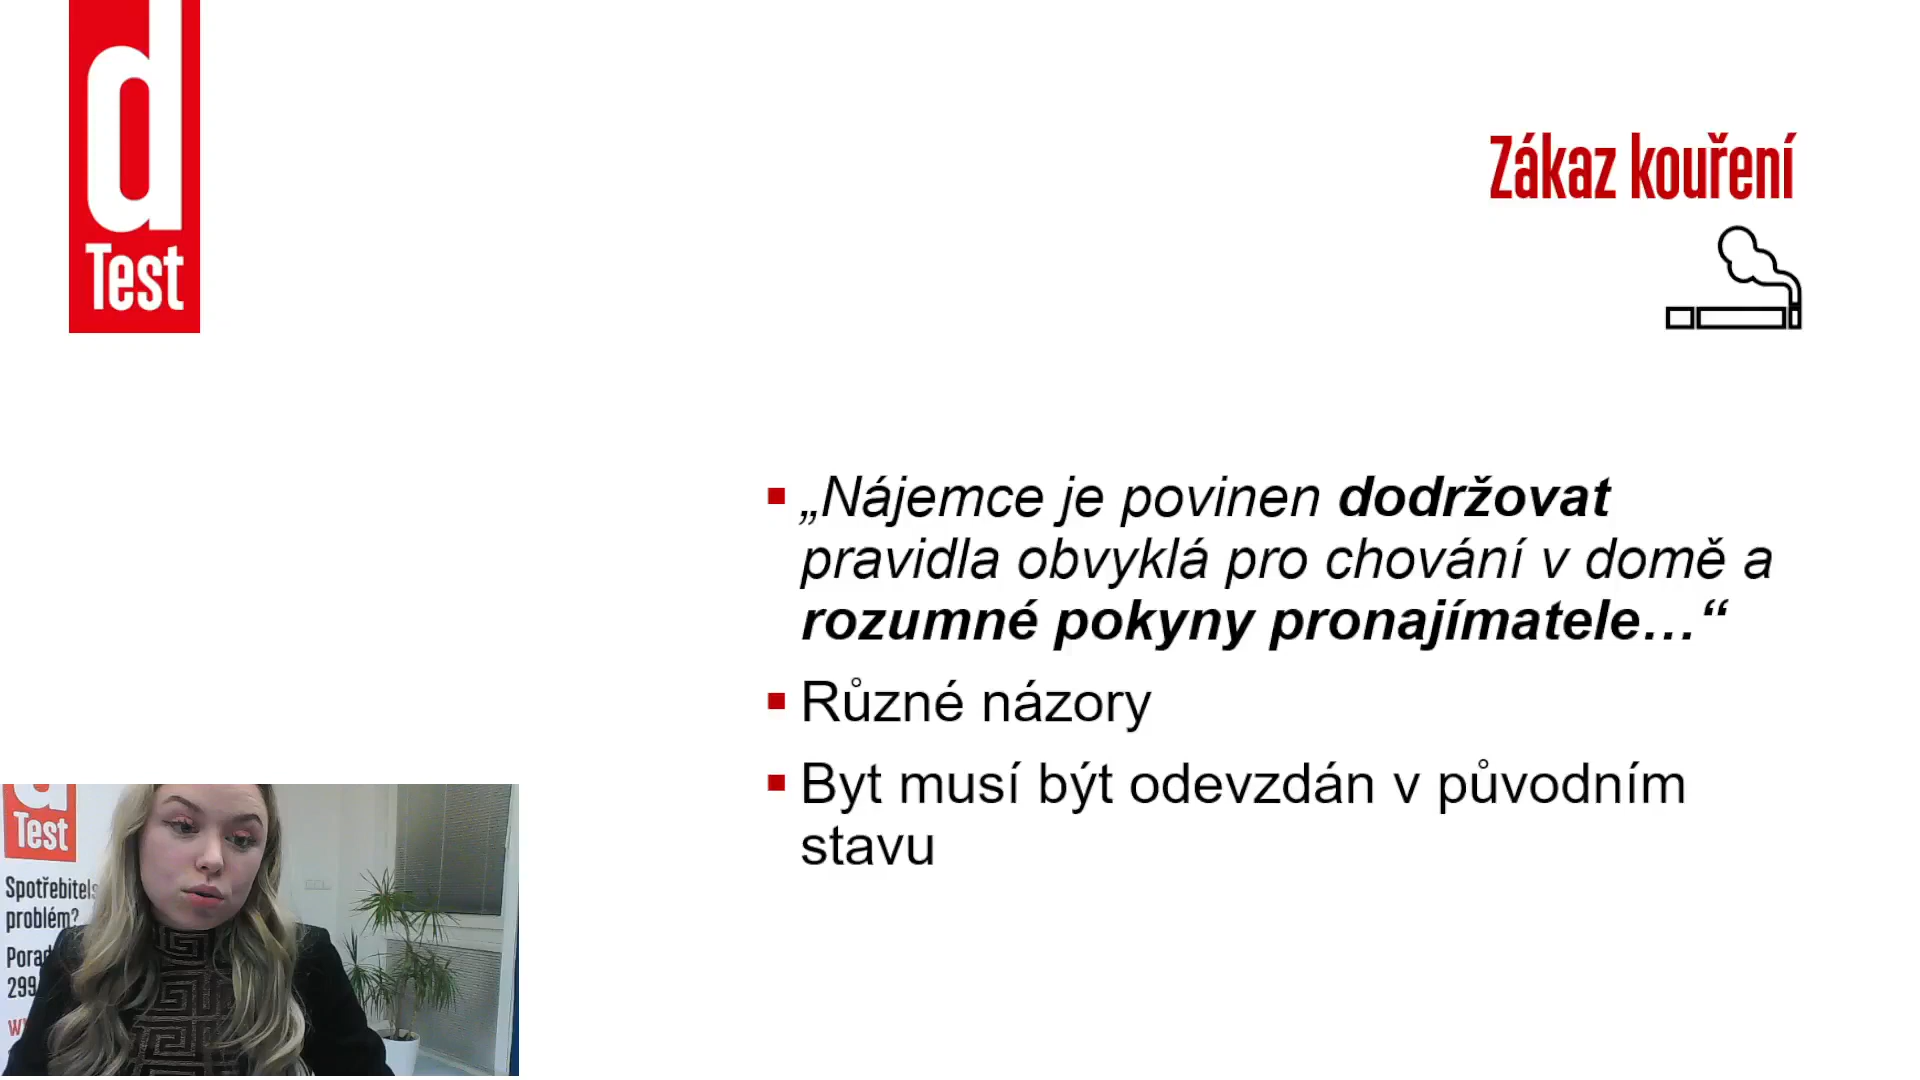 d
Test
Zákaz kouření
„Nájemce je povinen dodržovat
pravidla obvyklá pro chování v domě a
rozumné pokyny pronajímatele…“
Různé názory
Byt musí být odevzdán v původním
stavu
Test
problém?
299